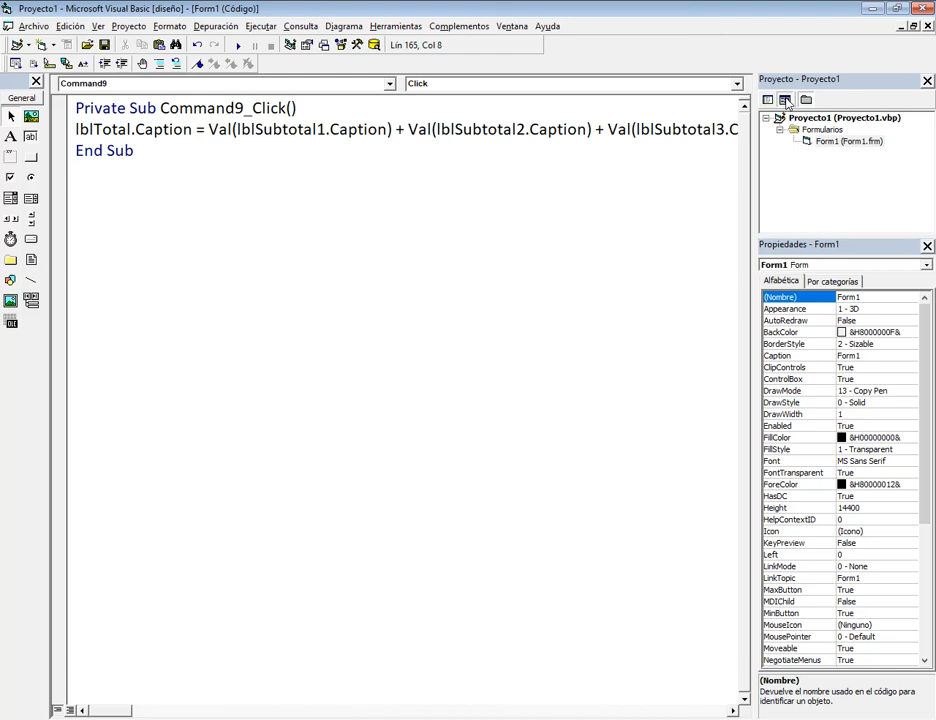 Proyecto1 - Microsoft Visual Basic [diseño] - [Form1 (Código)]
Archivo Edición Ver Proyecto Formato Depuración Ejecutar Consulta Diagrama Herramientas Complementos Ventana Ayuda
Lín 165, Col 8
General
Command9 Click
Private Sub Command9_Click()
lblTotal.Caption = Val(lblSubtotal1.Caption) + Val(lblSubtotal2.Caption) + Val(lblSubtotal3.C
End Sub
Proyecto - Proyecto1
Proyecto1 (Proyecto1.vbp)
Formularios
Form1 (Form1.frm)
Propiedades - Form1
Form1 Form
Alfabética Por categorías
(Nombre) Form1
Appearance 1 - 3D
AutoRedraw False
BackColor &H8000000F&
BorderStyle 2 - Sizable
Caption Form1
ClipControls True
ControlBox True
DrawMode 13 - Copy Pen
DrawStyle 0 - Solid
DrawWidth 1
Enabled True
FillColor &H00000000&
FillStyle 1 - Transparent
Font MS Sans Serif
FontTransparent True
ForeColor &H80000012&
HasDC True
Height 14400
HelpContextID 0
Icon (Icono)
KeyPreview False
Left 0
LinkMode 0 - None
LinkTopic Form1
MaxButton True
MDIChild False
MinButton True
MouseIcon (Ninguno)
MousePointer 0 - Default
Moveable True
NegotiateMenus True
(Nombre)
Devuelve el nombre usado en el código para
identificar un objeto.